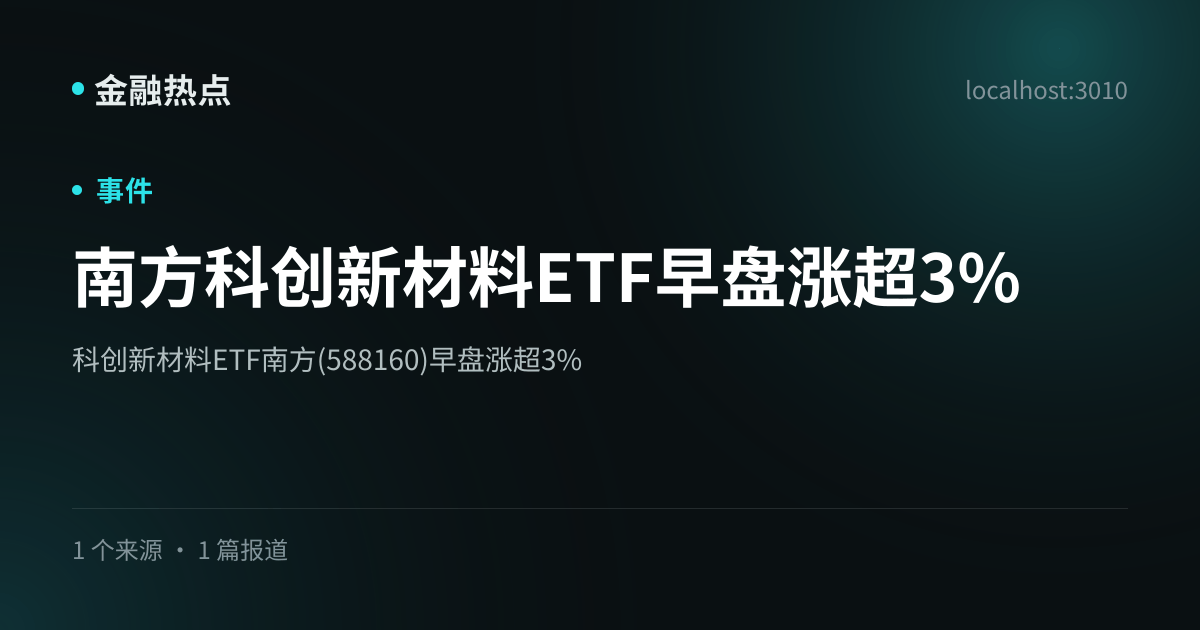 金融热点
localhost:3010
事件
南方科创新材料ETF早盘涨超3%
科创新材料ETF南方(588160)早盘涨超3%
1 个来源 · 1 篇报道